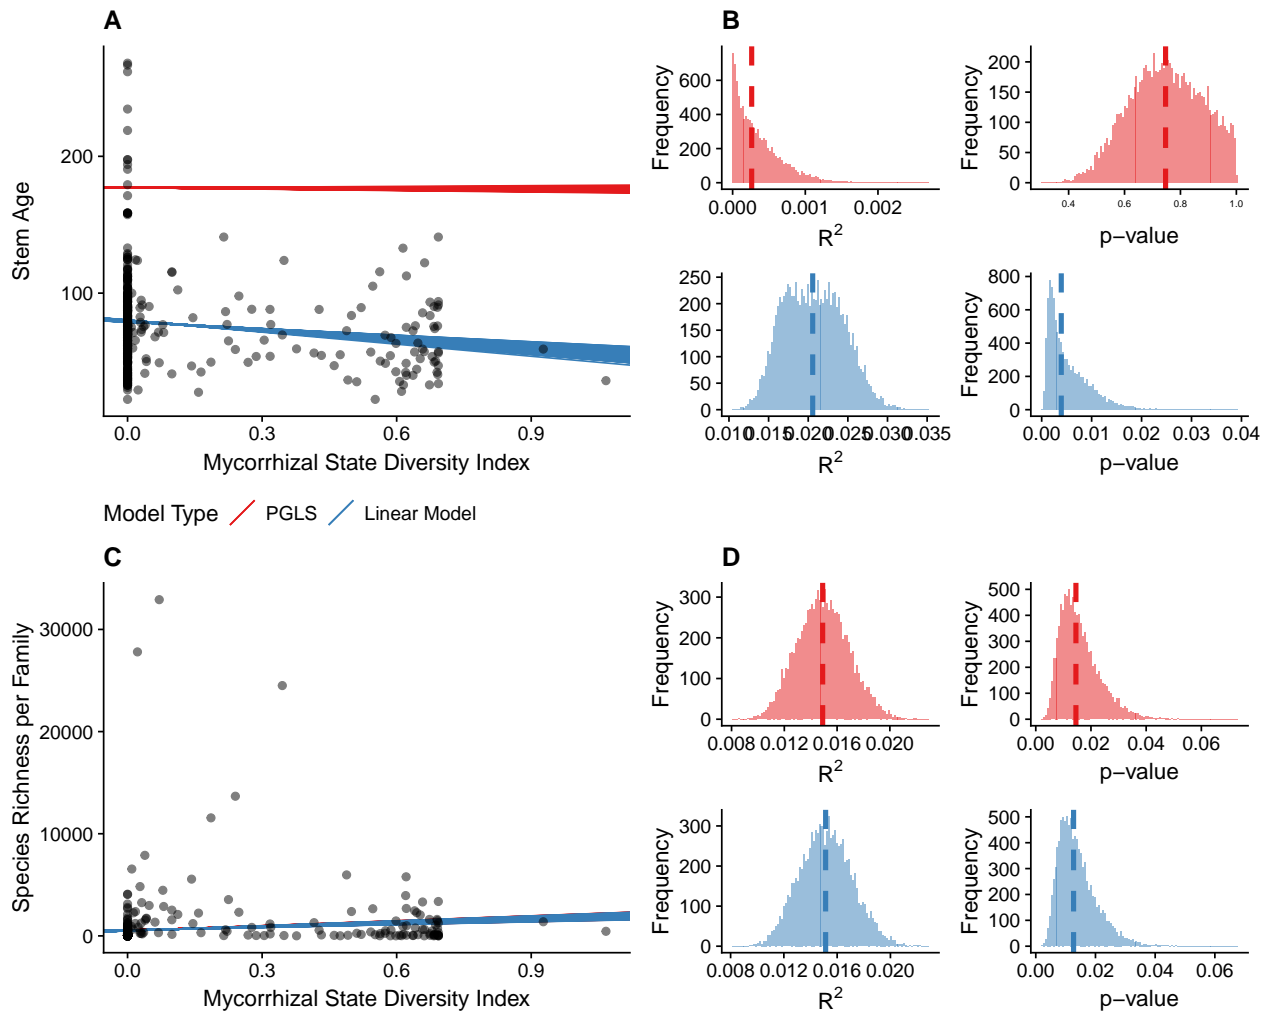 A
Stem Age
200
100
0.0 0.3 0.6 0.9
Mycorrhizal State Diversity Index
B
Frequency
600
400
200
0
0.000 0.001 0.002
R²
Frequency
200
150
100
50
0
0.4 0.6 0.8 1.0
p−value
Frequency
250
200
150
100
50
0
0.010 0.015 0.020 0.025 0.030 0.035
R²
Frequency
800
600
400
200
0
0.00 0.01 0.02 0.03 0.04
p−value
Model Type PGLS Linear Model
C
Species Richness per Family
30000
20000
10000
0
0.0 0.3 0.6 0.9
Mycorrhizal State Diversity Index
D
Frequency
300
200
100
0
0.008 0.012 0.016 0.020
R²
Frequency
500
400
300
200
100
0
0.00 0.02 0.04 0.06
p−value
Frequency
300
200
100
0
0.008 0.012 0.016 0.020
R²
Frequency
500
400
300
200
100
0
0.00 0.02 0.04 0.06
p−value